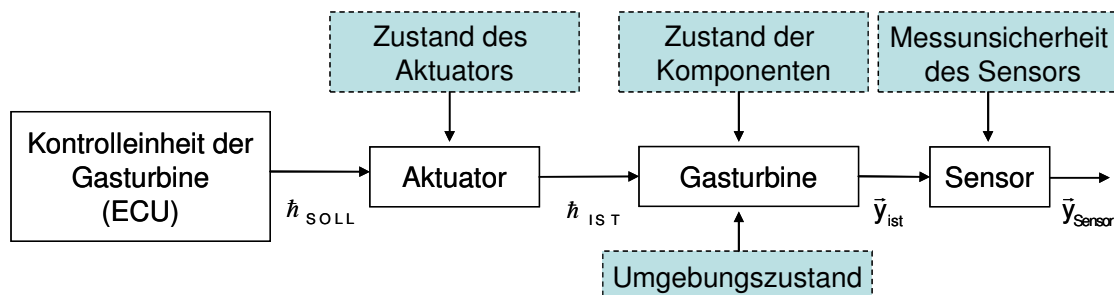 Zustand des
Aktuators
Zustand der
Komponenten
Messunsicherheit
des Sensors
Kontrolleinheit der
Gasturbine
(ECU)
Aktuator
Gasturbine
Sensor
ħ SOLL
ħ IST
y⃗ ist
y⃗ Sensor
Umgebungszustand